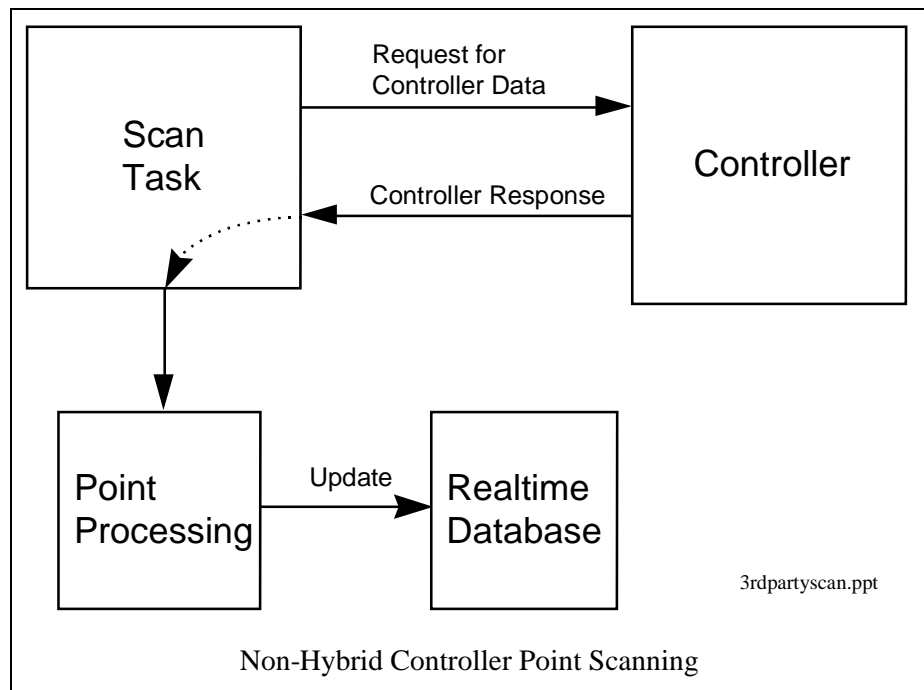 Request for
Controller Data
Scan
Task
Controller
Controller Response
Point
Processing
Update
Realtime
Database
3rdpartyscan.ppt
Non-Hybrid Controller Point Scanning